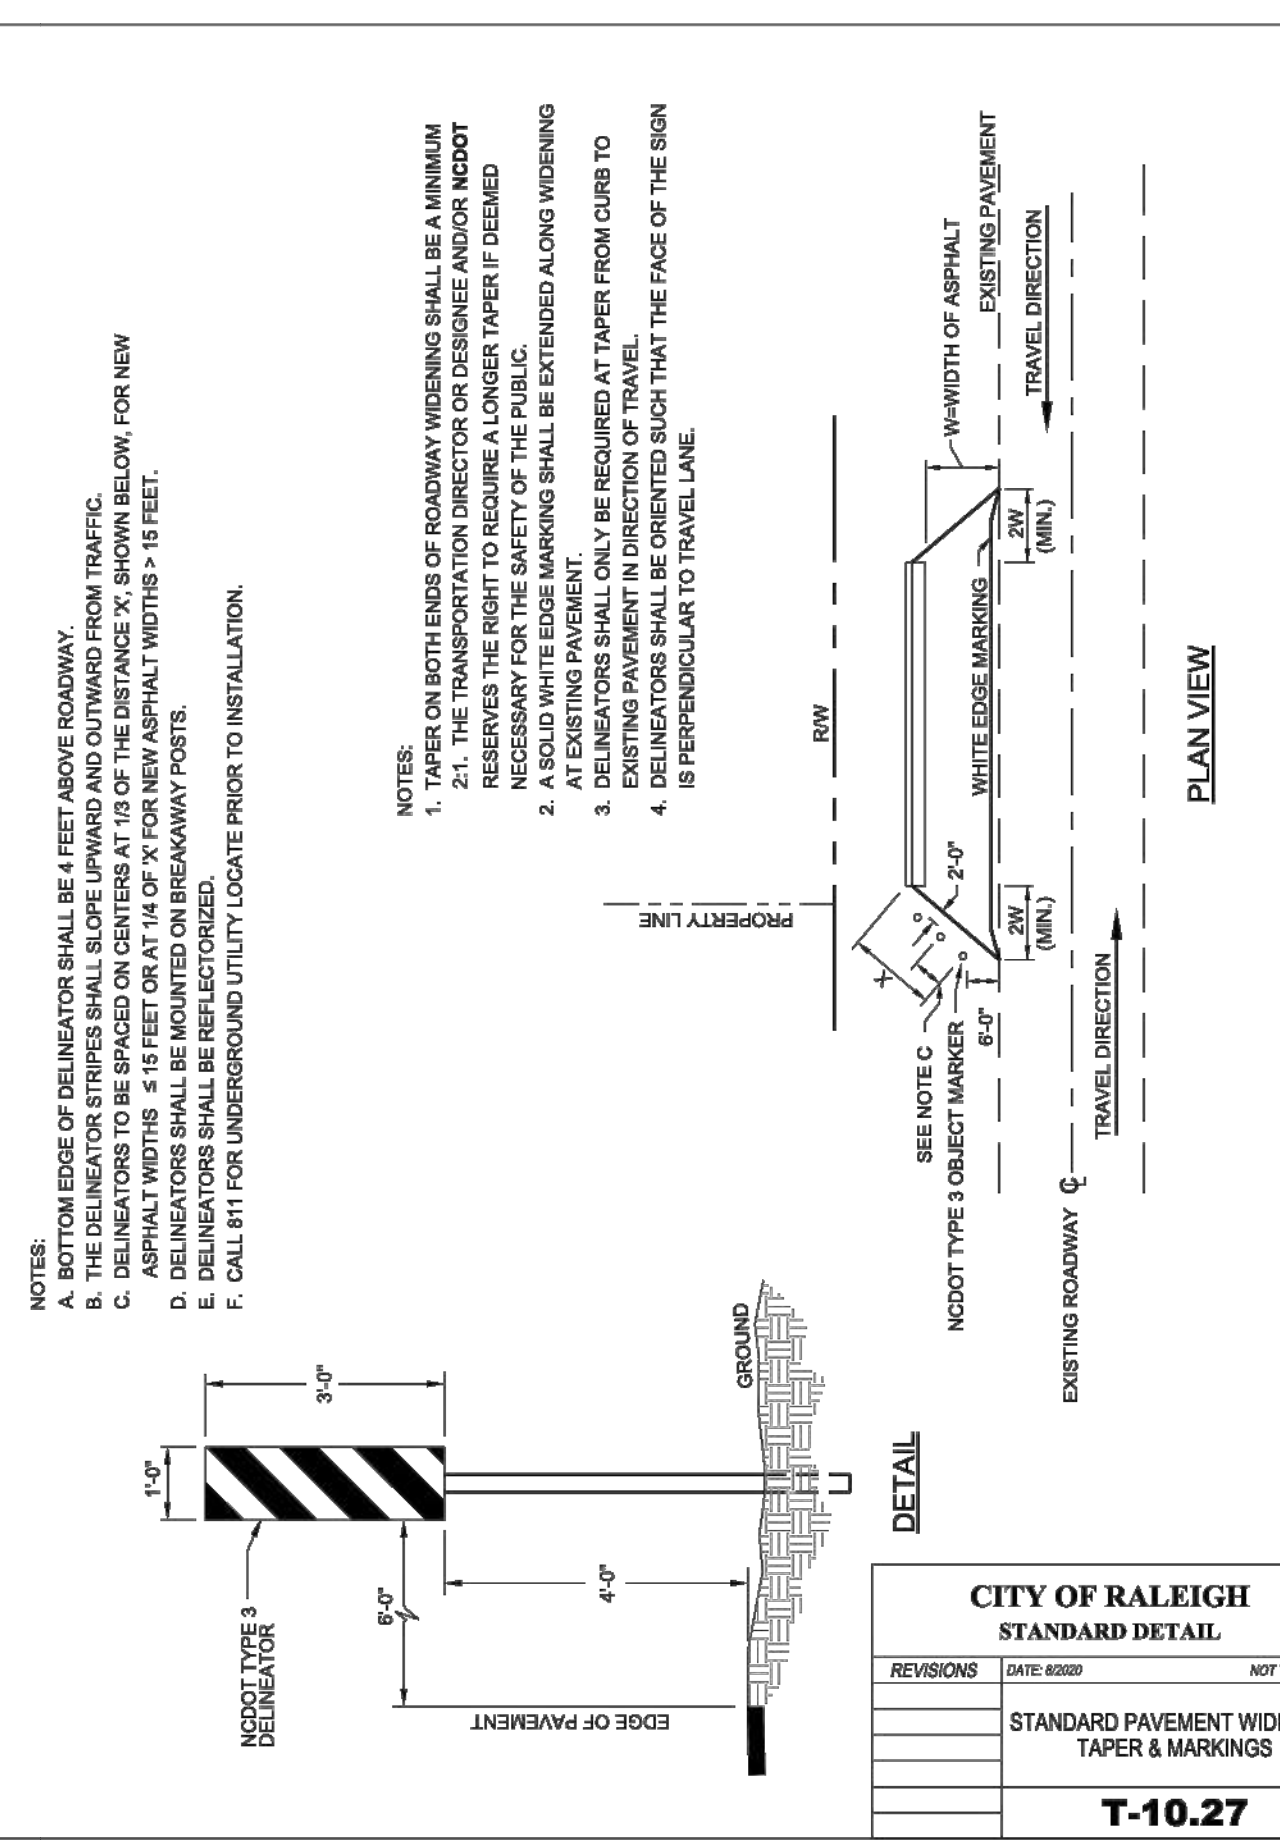 NOTES:
A. BOTTOM EDGE OF DELINEATOR SHALL BE 4 FEET ABOVE ROADWAY.
B. THE DELINEATOR STRIPES SHALL SLOPE UPWARD AND OUTWARD FROM TRAFFIC.
C. DELINEATORS TO BE SPACED ON CENTERS AT 1/3 OF THE DISTANCE 'X', SHOWN BELOW, FOR NEW
ASPHALT WIDTHS ≤ 15 FEET OR AT 1/4 OF 'X' FOR NEW ASPHALT WIDTHS > 15 FEET.
D. DELINEATORS SHALL BE MOUNTED ON BREAKAWAY POSTS.
E. DELINEATORS SHALL BE REFLECTORIZED.
F. CALL 811 FOR UNDERGROUND UTILITY LOCATE PRIOR TO INSTALLATION.
NOTES:
1. TAPER ON BOTH ENDS OF ROADWAY WIDENING SHALL BE A MINIMUM
2:1. THE TRANSPORTATION DIRECTOR OR DESIGNEE AND/OR NCDOT
RESERVES THE RIGHT TO REQUIRE A LONGER TAPER IF DEEMED
NECESSARY FOR THE SAFETY OF THE PUBLIC.
2. A SOLID WHITE EDGE MARKING SHALL BE EXTENDED ALONG WIDENING
AT EXISTING PAVEMENT.
3. DELINEATORS SHALL ONLY BE REQUIRED AT TAPER FROM CURB TO
EXISTING PAVEMENT IN DIRECTION OF TRAVEL.
4. DELINEATORS SHALL BE ORIENTED SUCH THAT THE FACE OF THE SIGN
IS PERPENDICULAR TO TRAVEL LANE.
1'-0"
3'-0"
NCDOT TYPE 3
DELINEATOR
6'-0"
4'-0"
EDGE OF PAVEMENT
GROUND
DETAIL
PROPERTY LINE
R/W
X
2'-0"
SEE NOTE C
NCDOT TYPE 3 OBJECT MARKER
6'-0"
2W
(MIN.)
WHITE EDGE MARKING
2W
(MIN.)
W=WIDTH OF ASPHALT
EXISTING PAVEMENT
TRAVEL DIRECTION
EXISTING ROADWAY ℄
TRAVEL DIRECTION
PLAN VIEW
CITY OF RALEIGH
STANDARD DETAIL
REVISIONS
DATE: 8/2020
NOT
STANDARD PAVEMENT
TAPER & MARKINGS
T-10.27